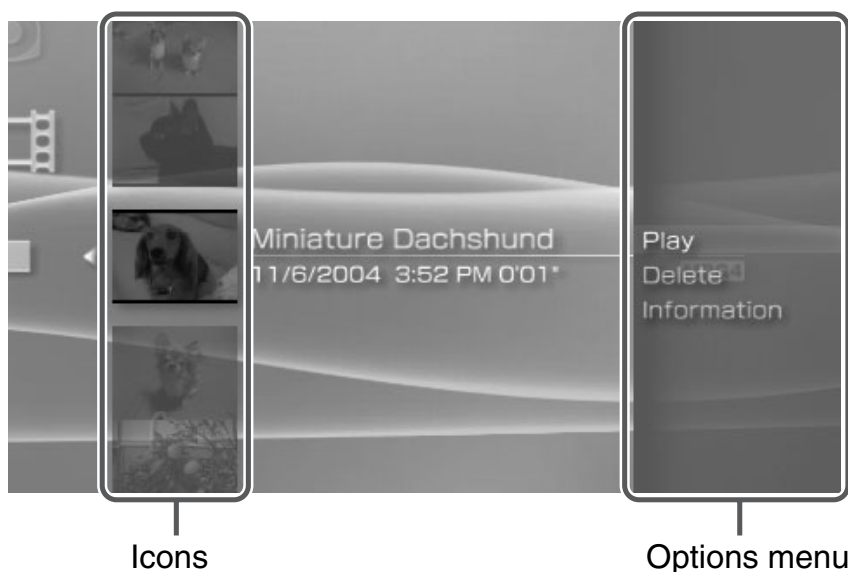 Miniature Dachshund
11/6/2004 3:52 PM 0'01"
Play
Delete
Information
Icons
Options menu